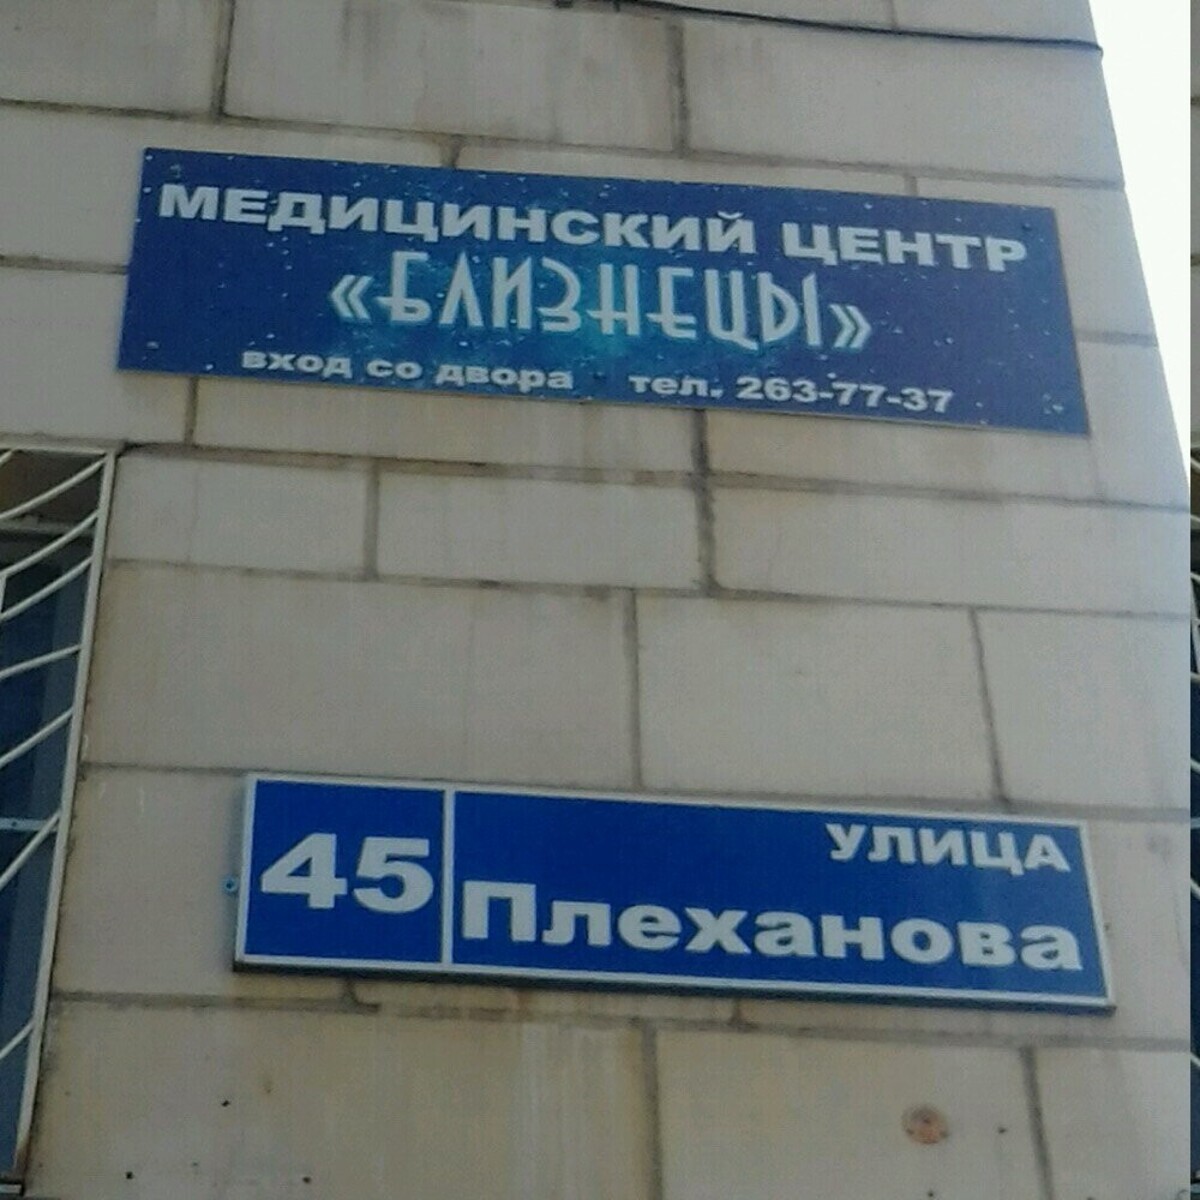 МЕДИЦИНСКИЙ ЦЕНТР
«БЛИЗНЕЦЫ»
вход со двора тел. 263-77-37
УЛИЦА
45 Плеханова